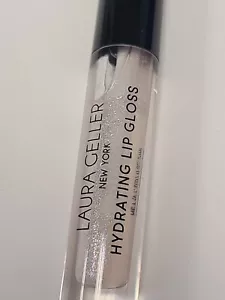 LAURA GELLER
NEW YORK
HYDRATING LIP GLOSS